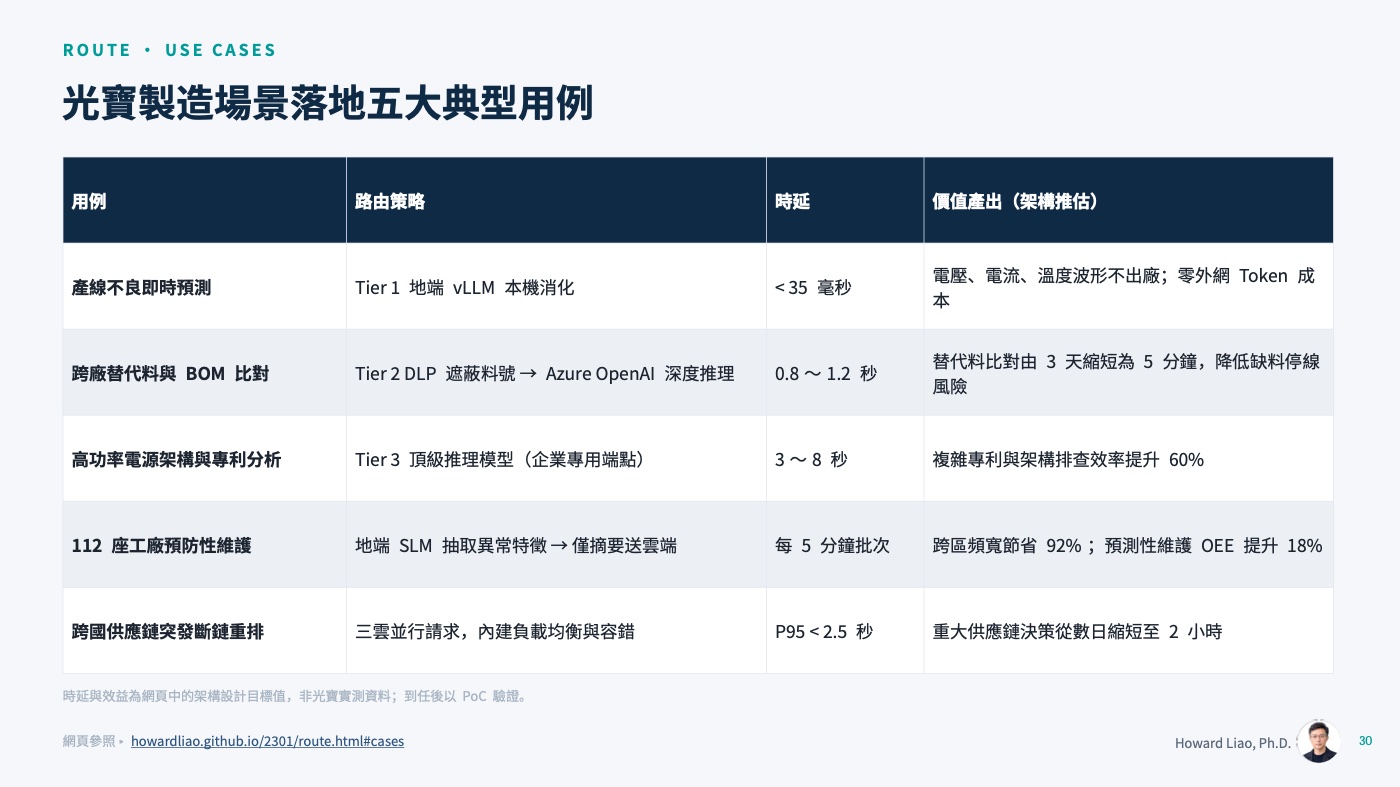 ROUTE · USE CASES
光寶製造場景落地五大典型用例
用例
路由策略
時延
價值產出（架構推估）
產線不良即時預測
Tier 1 地端 vLLM 本機消化
< 35 毫秒
電壓、電流、溫度波形不出廠；零外網 Token 成
本
跨廠替代料與 BOM 比對
Tier 2 DLP 遮蔽料號 → Azure OpenAI 深度推理
0.8 ～ 1.2 秒
替代料比對由 3 天縮短為 5 分鐘，降低缺料停線
風險
高功率電源架構與專利分析
Tier 3 頂級推理模型（企業專用端點）
3 ～ 8 秒
複雜專利與架構排查效率提升 60%
112 座工廠預防性維護
地端 SLM 抽取異常特徵 → 僅摘要送雲端
每 5 分鐘批次
跨區頻寬節省 92%；預測性維護 OEE 提升 18%
跨國供應鏈突發斷鏈重排
三雲並行請求，內建負載均衡與容錯
P95 < 2.5 秒
重大供應鏈決策從數日縮短至 2 小時
時延與效益為網頁中的架構設計目標值，非光寶實測資料；到任後以 PoC 驗證。
網頁參照 ▸ howardliao.github.io/2301/route.html#cases
Howard Liao, Ph.D.
30